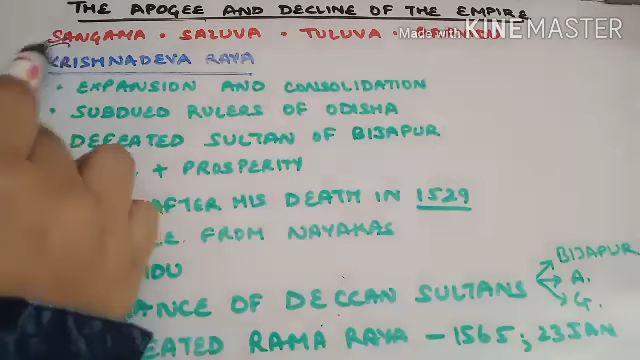 THE APOGEE AND DECLINE OF THE EMPIRE
SANGAMA • SALUVA • TULUVA •
Made with KINEMASTER
KRISHNADEVA RAYA
• EXPANSION AND CONSOLIDATION
• SUBDUED RULERS OF ODISHA
DEFEATED SULTAN OF BIJAPUR
+ PROSPERITY
AFTER HIS DEATH IN 1529
FROM NAYAKAS
BIJAPUR
A.
G.
OF DECCAN SULTANS
RAMA RAYA – 1565; 23 JAN